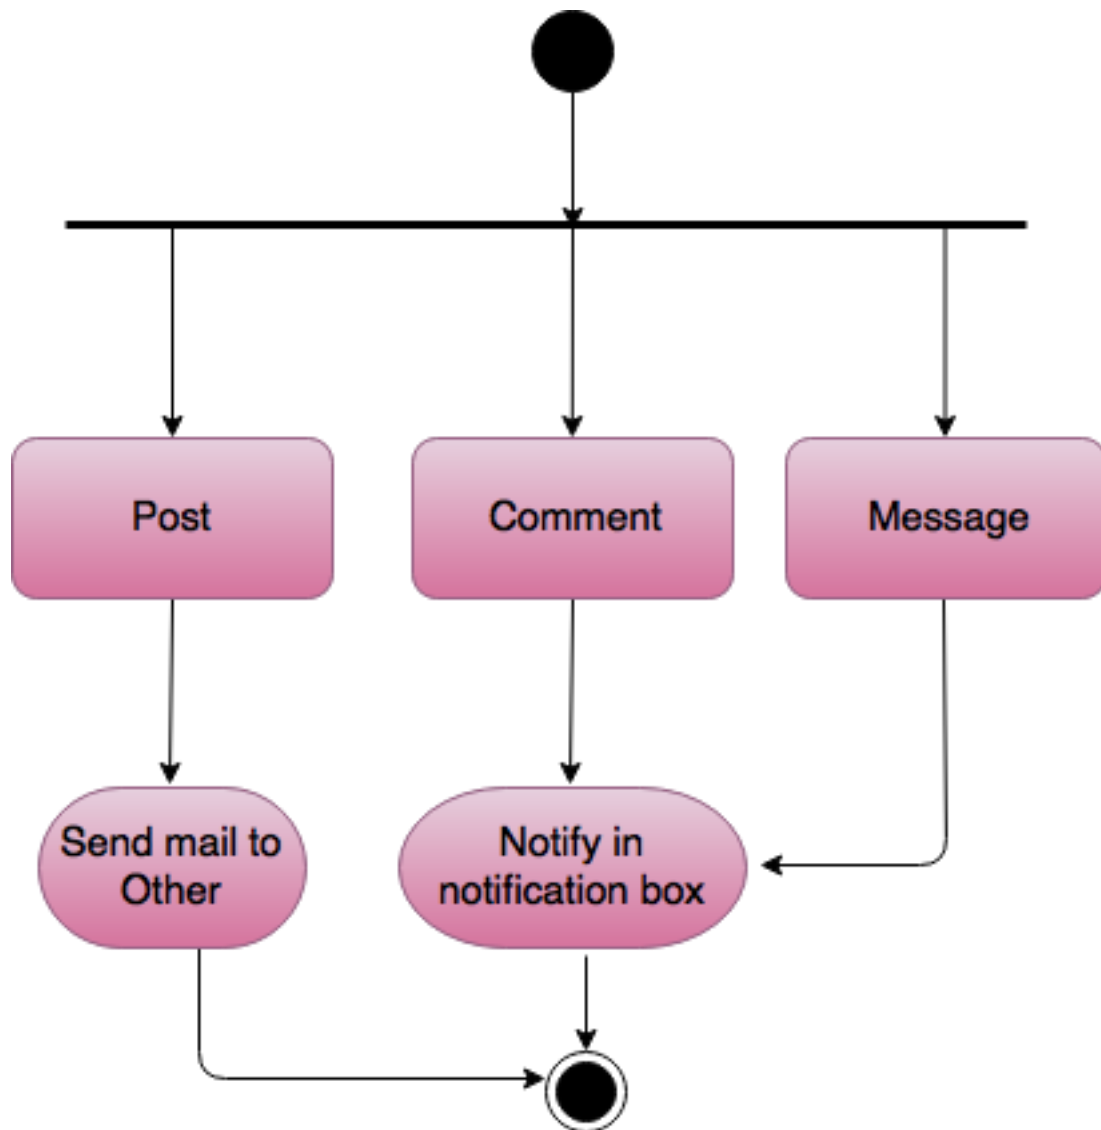 Post
Comment
Message
Send mail to
Other
Notify in
notification box